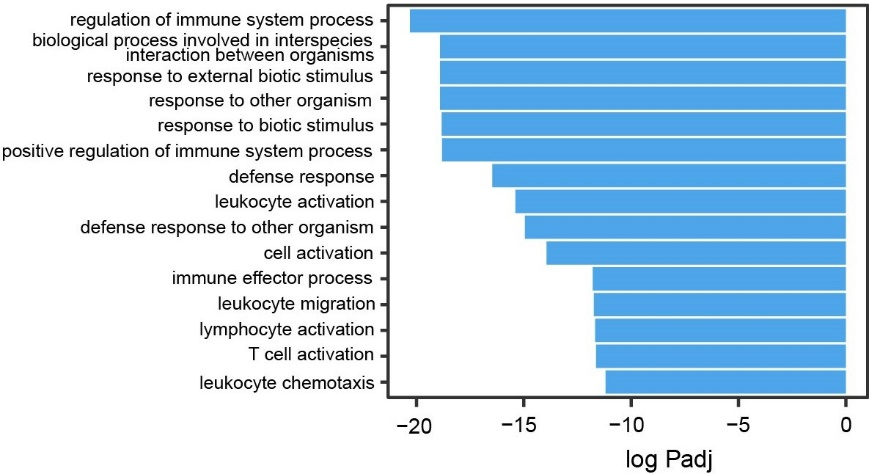 regulation of immune system process
biological process involved in interspecies
interaction between organisms
response to external biotic stimulus
response to other organism
response to biotic stimulus
positive regulation of immune system process
defense response
leukocyte activation
defense response to other organism
cell activation
immune effector process
leukocyte migration
lymphocyte activation
T cell activation
leukocyte chemotaxis
−20 −15 −10 −5 0
log Padj